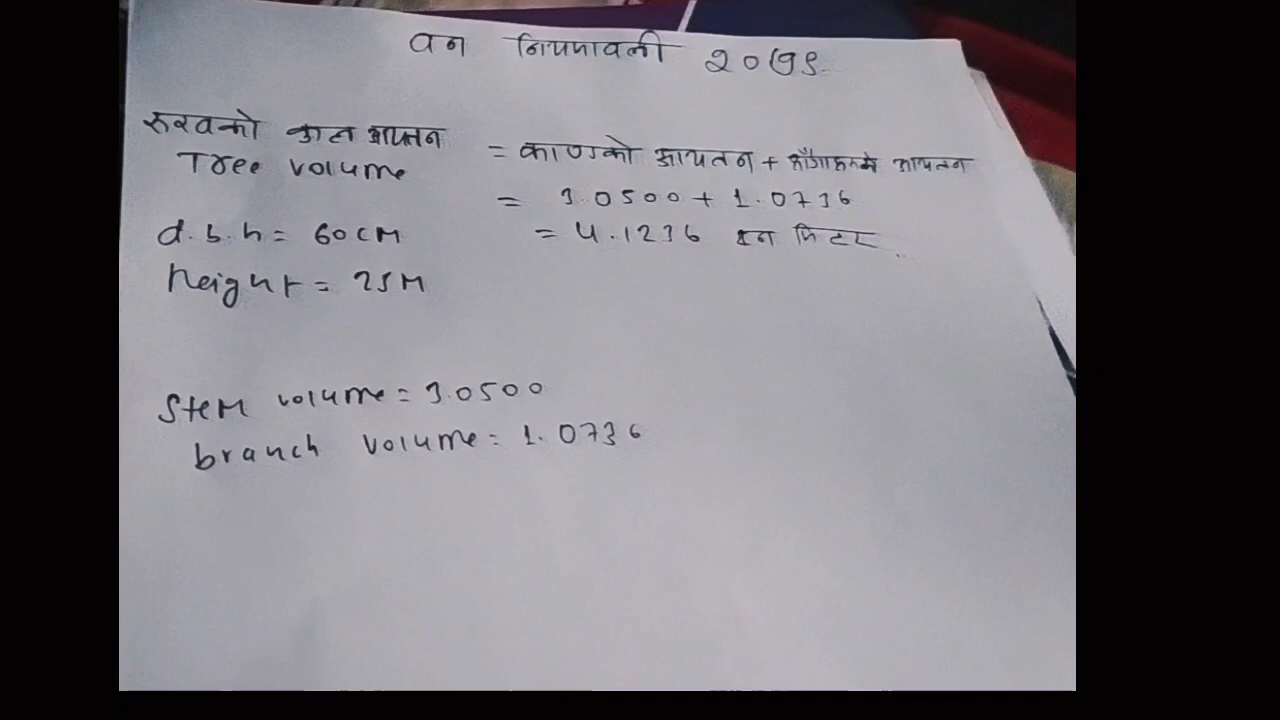 वन नियमावली २०७९
रुखको कुल आयतन = काण्डको आयतन + हाँगाहरुको आयतन
Tree volume = 3.0500 + 1.0736
d.b.h = 60CM = 4.1236 घन मिटर
height = 25M
Stem volume = 3.0500
branch volume = 1.0736